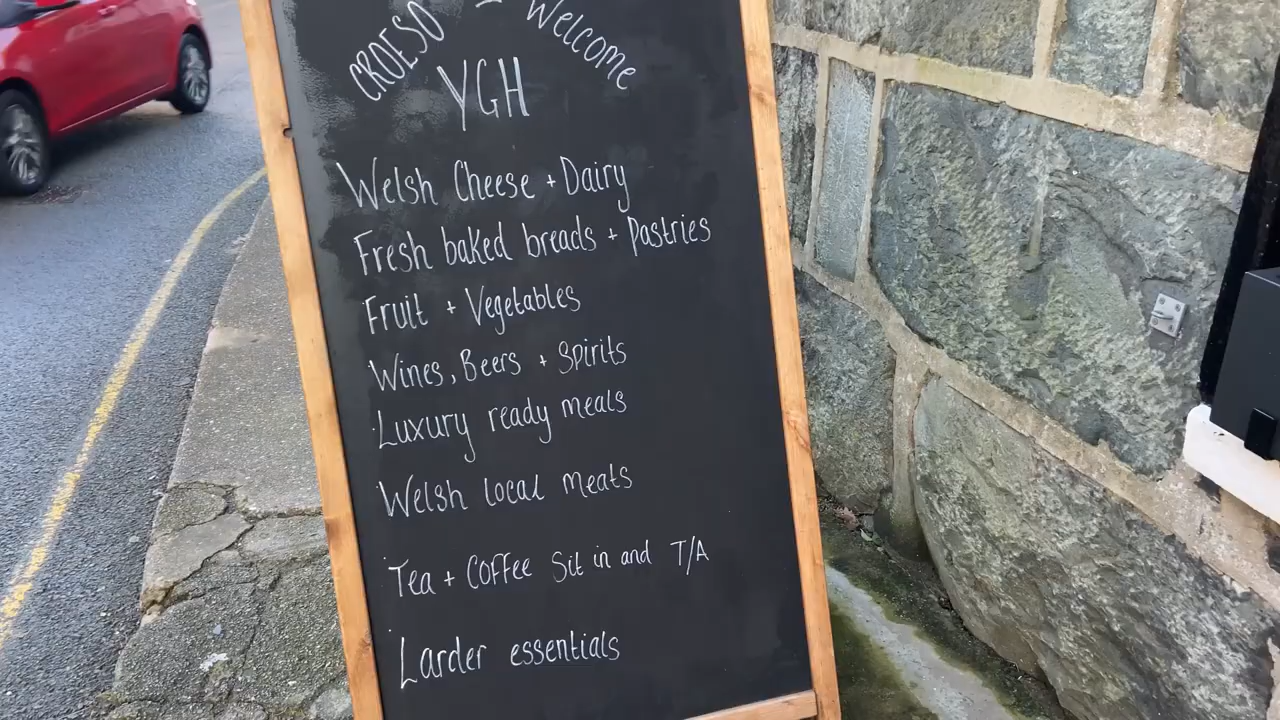 CROESO - Welcome
YGH
Welsh Cheese + Dairy
Fresh baked breads + Pastries
Fruit + Vegetables
Wines, Beers + Spirits
Luxury ready meals
Welsh local meats
Tea + Coffee Sit in and T/A
Larder essentials